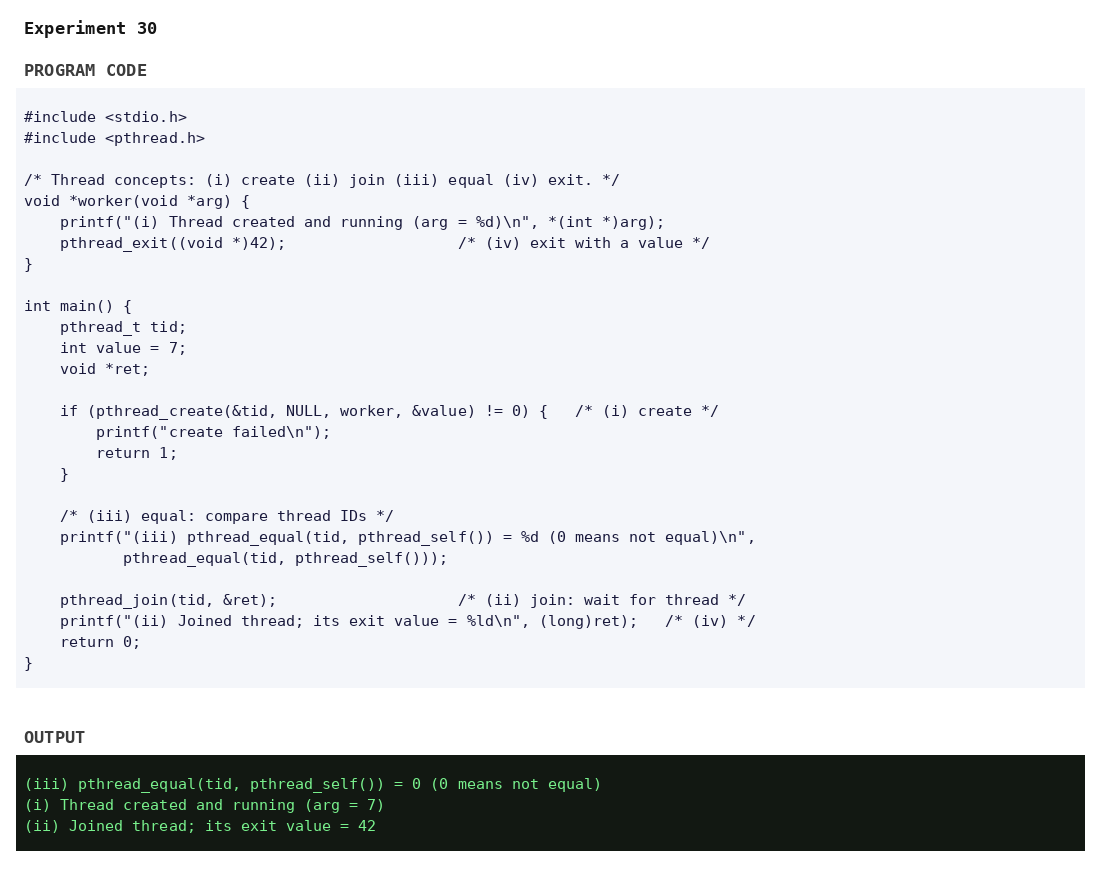 Experiment 30
PROGRAM CODE
#include <stdio.h>
#include <pthread.h>
/* Thread concepts: (i) create (ii) join (iii) equal (iv) exit. */
void *worker(void *arg) {
    printf("(i) Thread created and running (arg = %d)\n", *(int *)arg);
    pthread_exit((void *)42);                   /* (iv) exit with a value */
}
int main() {
    pthread_t tid;
    int value = 7;
    void *ret;
    if (pthread_create(&tid, NULL, worker, &value) != 0) {   /* (i) create */
        printf("create failed\n");
        return 1;
    }
    /* (iii) equal: compare thread IDs */
    printf("(iii) pthread_equal(tid, pthread_self()) = %d (0 means not equal)\n",
           pthread_equal(tid, pthread_self()));
    pthread_join(tid, &ret);                    /* (ii) join: wait for thread */
    printf("(ii) Joined thread; its exit value = %ld\n", (long)ret);   /* (iv) */
    return 0;
}
OUTPUT
(iii) pthread_equal(tid, pthread_self()) = 0 (0 means not equal)
(i) Thread created and running (arg = 7)
(ii) Joined thread; its exit value = 42